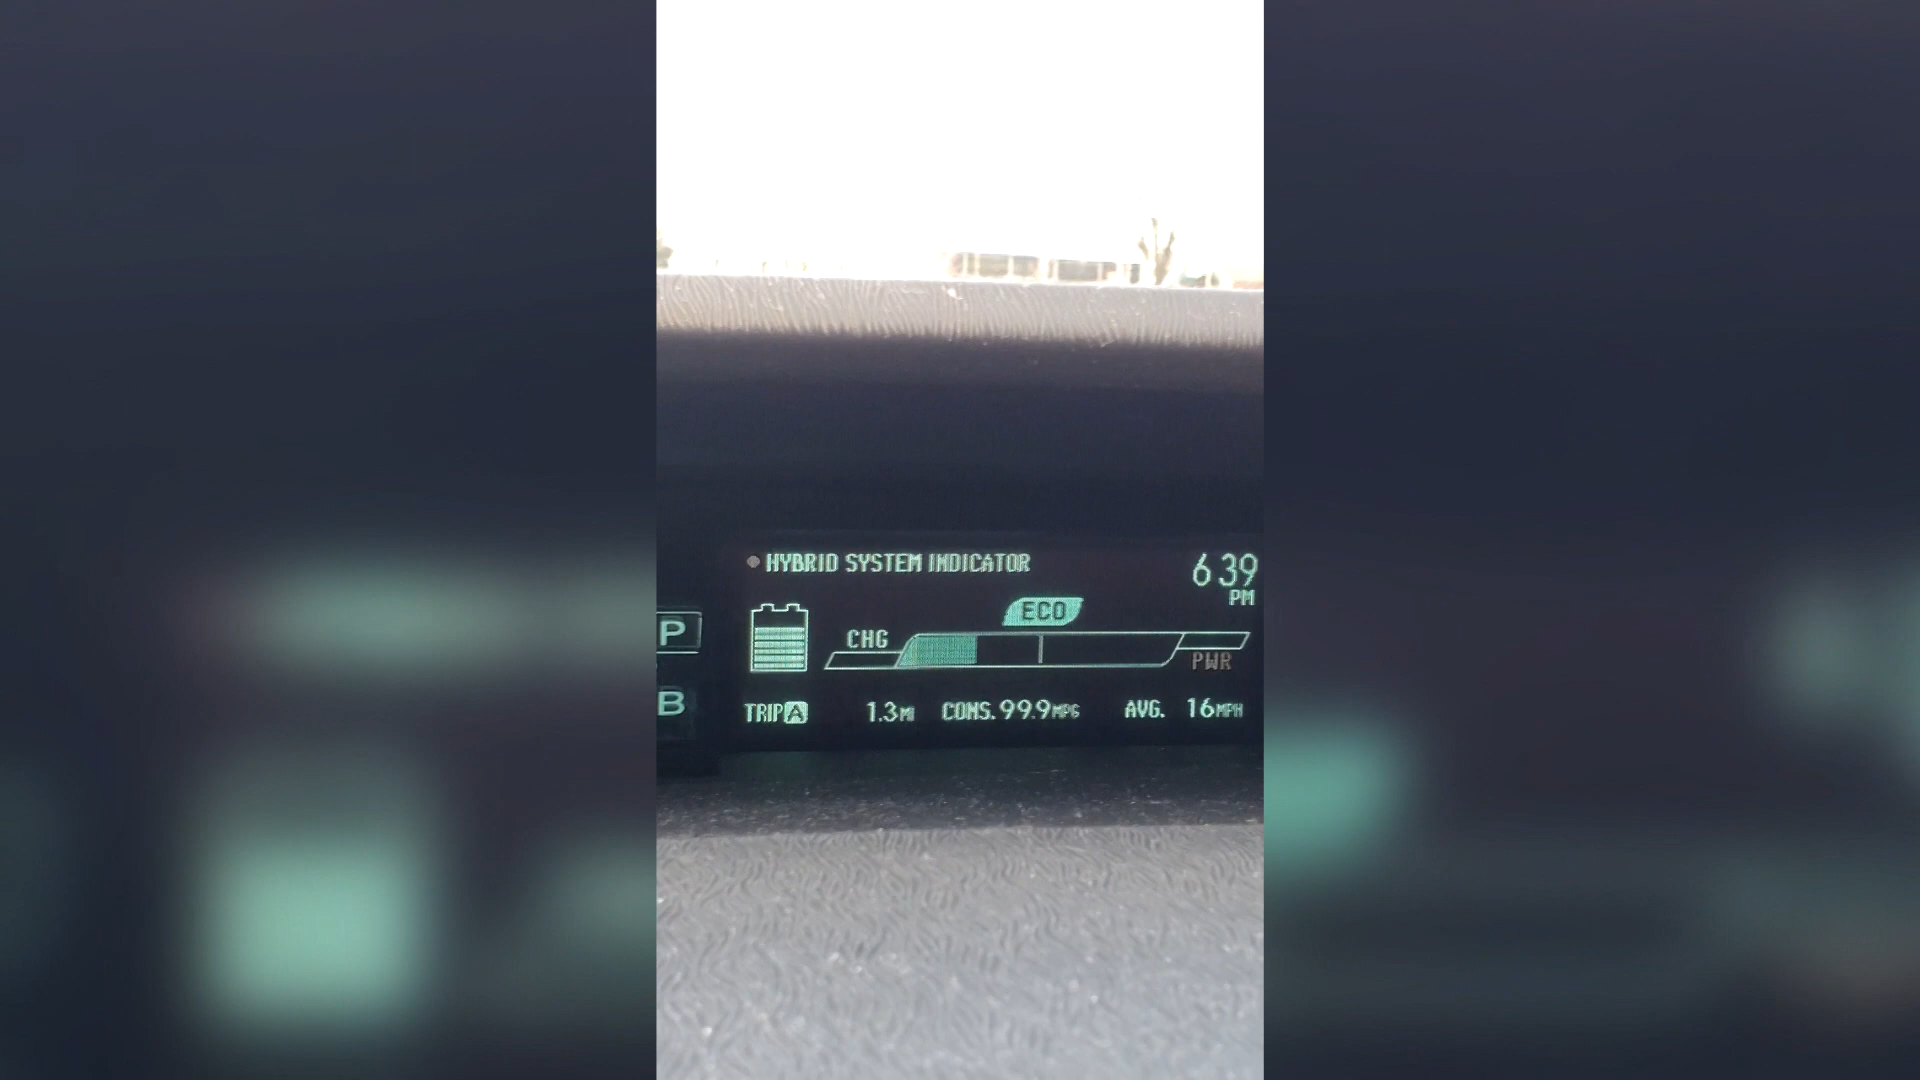 HYBRID SYSTEM INDICATOR
6 39
PM
ECO
P
CHG
PWR
B
TRIP A 1.3 MI CONS. 99.9 MPG AVG. 16 MPH